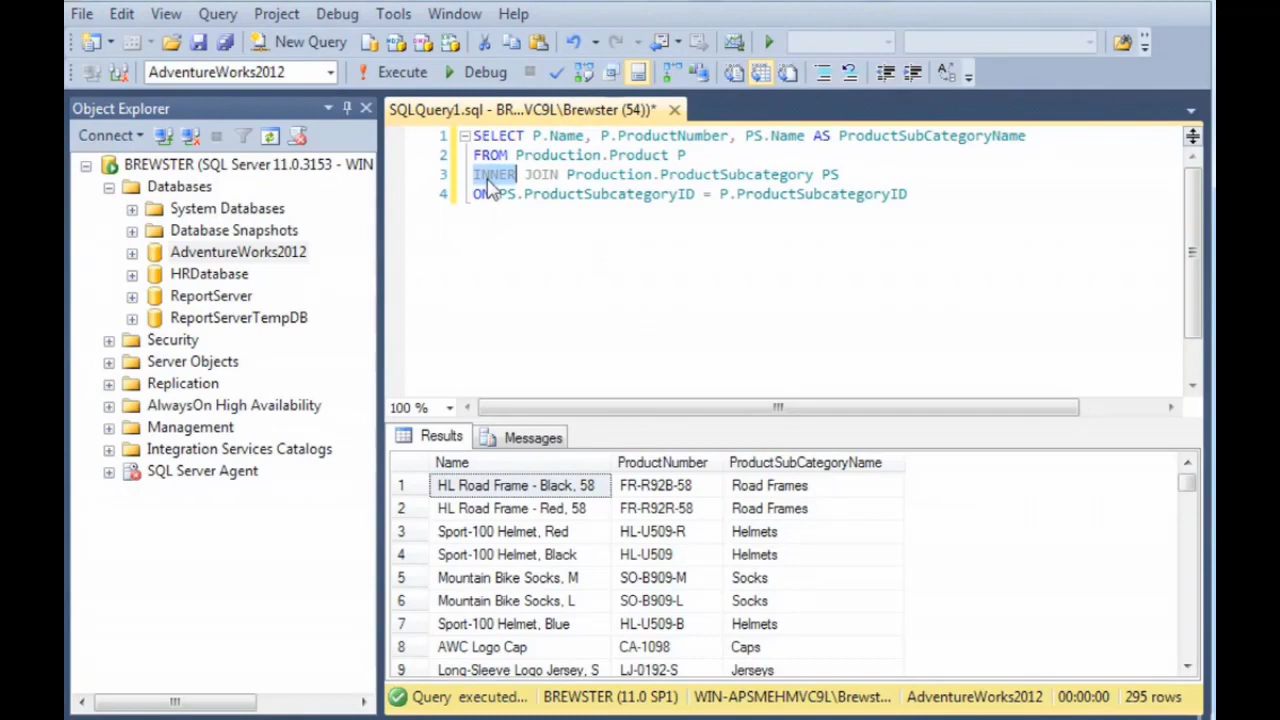 File Edit View Query Project Debug Tools Window Help
New Query
AdventureWorks2012 Execute Debug
Object Explorer
Connect
BREWSTER (SQL Server 11.0.3153 - WIN
Databases
System Databases
Database Snapshots
AdventureWorks2012
HRDatabase
ReportServer
ReportServerTempDB
Security
Server Objects
Replication
AlwaysOn High Availability
Management
Integration Services Catalogs
SQL Server Agent
SQLQuery1.sql - BR...VC9L\Brewster (54))*
1 SELECT P.Name, P.ProductNumber, PS.Name AS ProductSubCategoryName
2 FROM Production.Product P
3 INNER JOIN Production.ProductSubcategory PS
4 ON PS.ProductSubcategoryID = P.ProductSubcategoryID
100 %
Results Messages
Name ProductNumber ProductSubCategoryName
1 HL Road Frame - Black, 58 FR-R92B-58 Road Frames
2 HL Road Frame - Red, 58 FR-R92R-58 Road Frames
3 Sport-100 Helmet, Red HL-U509-R Helmets
4 Sport-100 Helmet, Black HL-U509 Helmets
5 Mountain Bike Socks, M SO-B909-M Socks
6 Mountain Bike Socks, L SO-B909-L Socks
7 Sport-100 Helmet, Blue HL-U509-B Helmets
8 AWC Logo Cap CA-1098 Caps
9 Long-Sleeve Logo Jersey, S LJ-0192-S Jerseys
Query executed... BREWSTER (11.0 SP1) WIN-APSMEHMVC9L\Brewst... AdventureWorks2012 00:00:00 295 rows